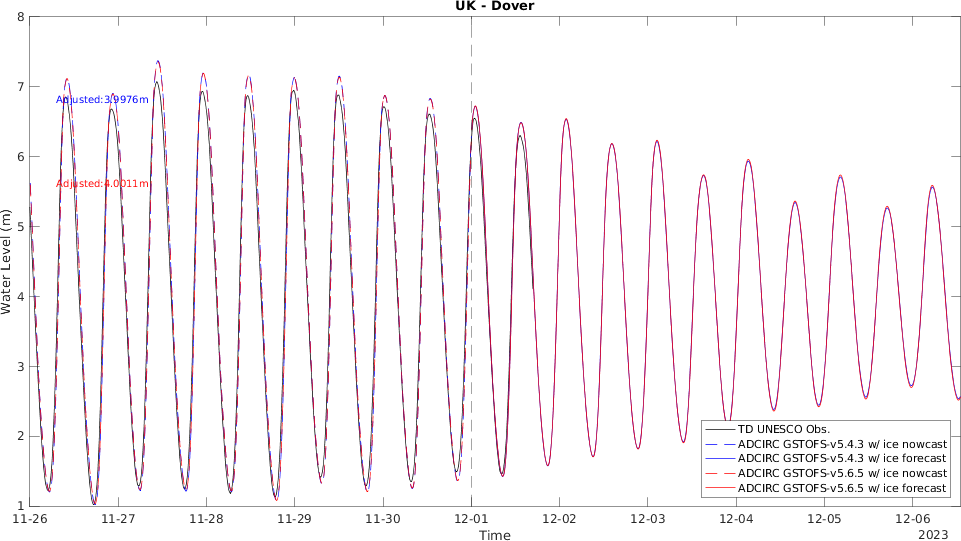 UK - Dover
8
7
6
5
4
3
2
1
Water Level (m)
Adjusted:3.9976m
Adjusted:4.0011m
TD UNESCO Obs.
ADCIRC GSTOFS-v5.4.3 w/ ice nowcast
ADCIRC GSTOFS-v5.4.3 w/ ice forecast
ADCIRC GSTOFS-v5.6.5 w/ ice nowcast
ADCIRC GSTOFS-v5.6.5 w/ ice forecast
11-26 11-27 11-28 11-29 11-30 12-01 12-02 12-03 12-04 12-05 12-06
Time
2023